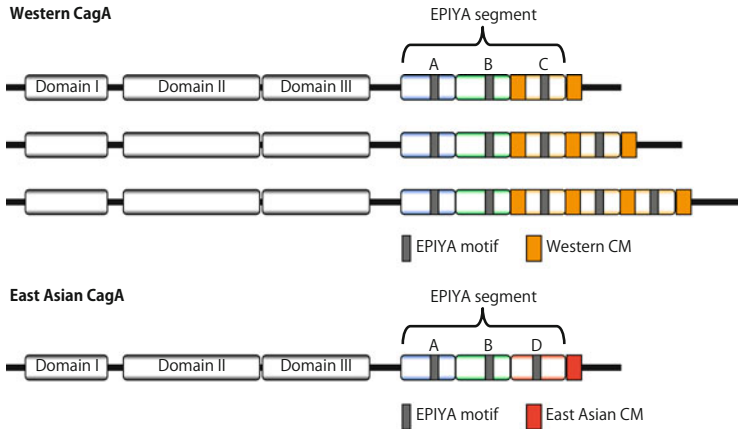 Western CagA
EPIYA segment
A B C
Domain I Domain II Domain III
EPIYA motif Western CM
East Asian CagA
EPIYA segment
A B D
Domain I Domain II Domain III
EPIYA motif East Asian CM